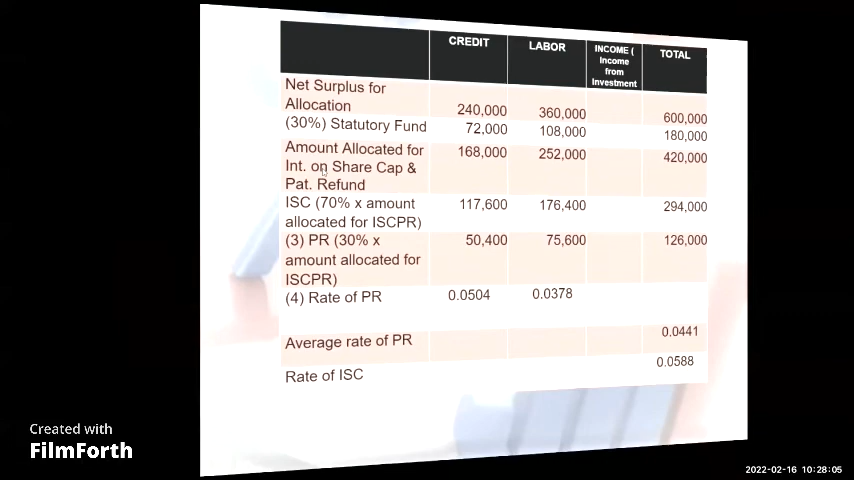 CREDIT LABOR INCOME ( Income from Investment TOTAL
Net Surplus for Allocation 240,000 360,000 600,000
(30%) Statutory Fund 72,000 108,000 180,000
Amount Allocated for Int. on Share Cap & Pat. Refund 168,000 252,000 420,000
ISC (70% x amount allocated for ISCPR) 117,600 176,400 294,000
(3) PR (30% x amount allocated for ISCPR) 50,400 75,600 126,000
(4) Rate of PR 0.0504 0.0378
Average rate of PR 0.0441
Rate of ISC 0.0588
Created with
FilmForth
2022-02-16 10:28:05